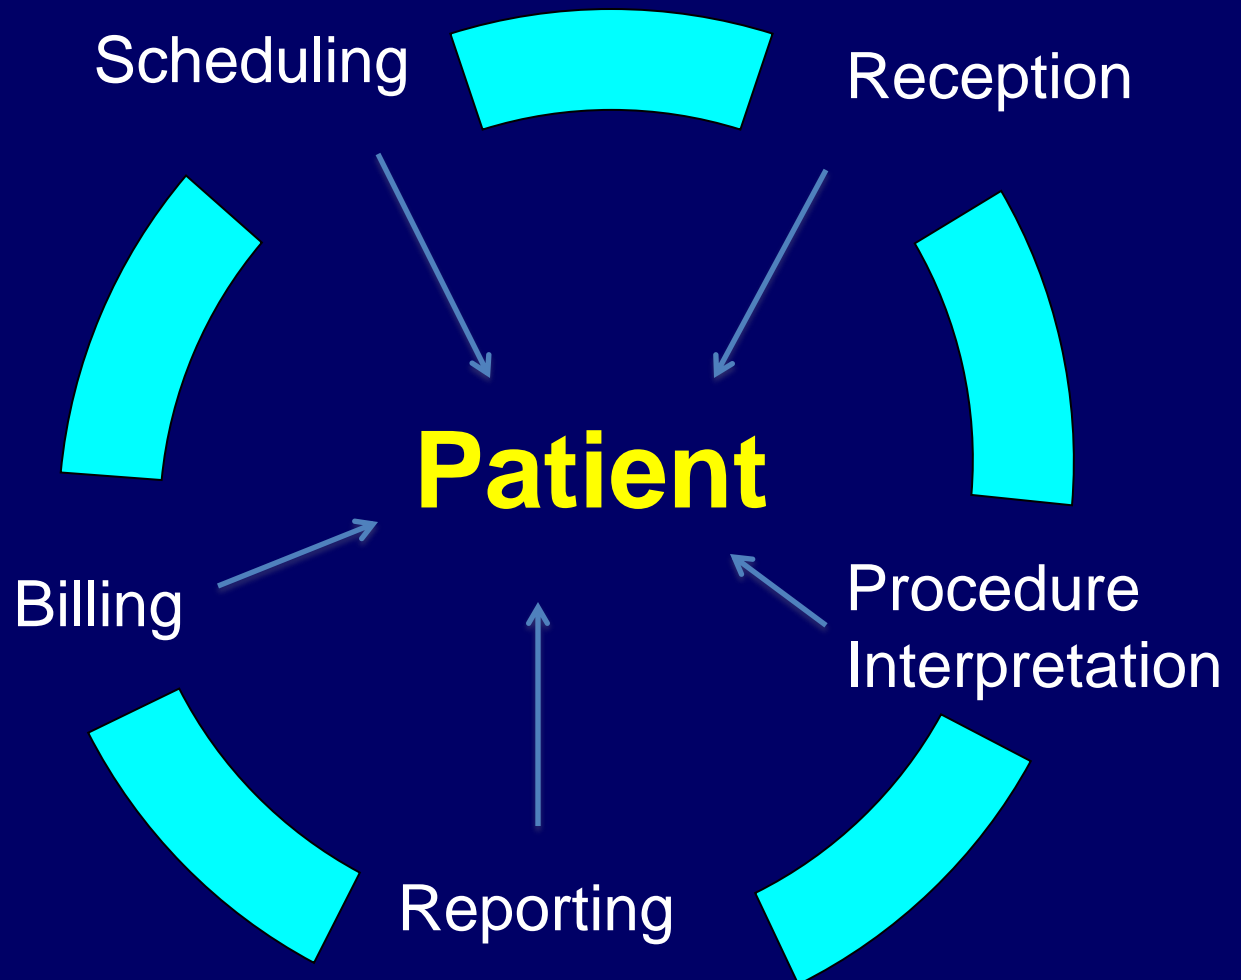 Scheduling
Reception
Patient
Billing
Procedure
Interpretation
Reporting